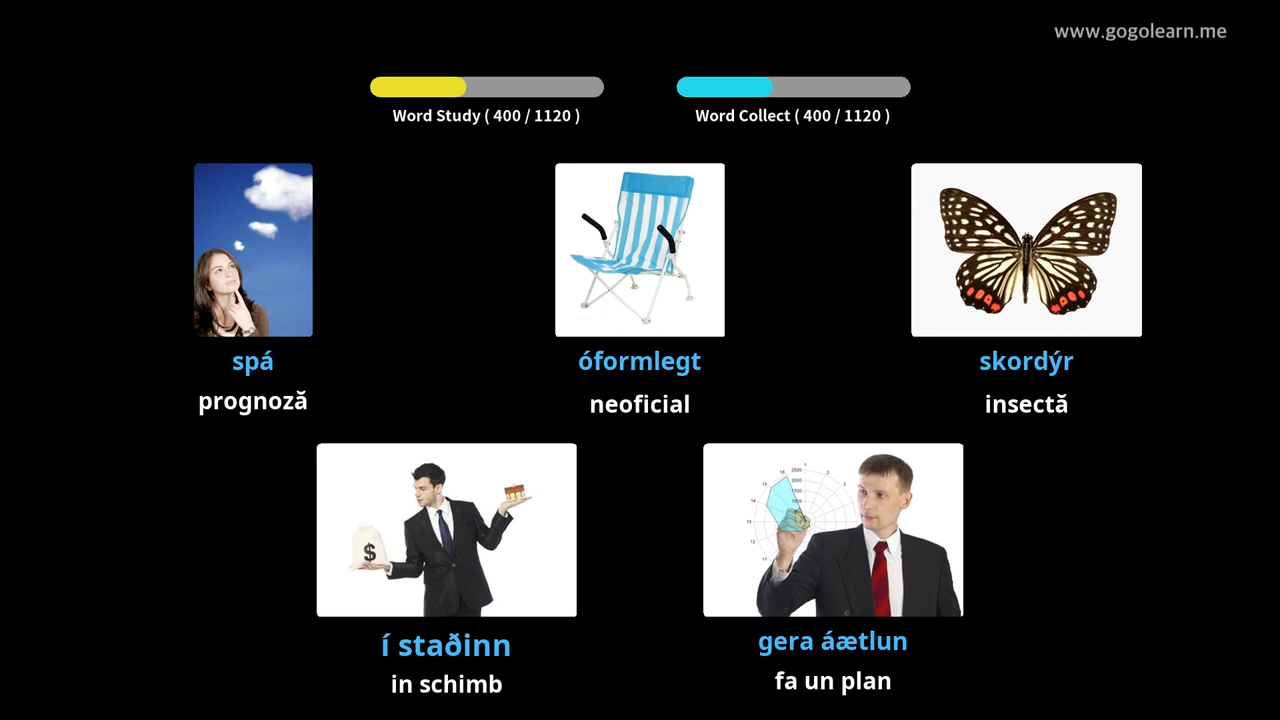 www.gogolearn.me
Word Study ( 400 / 1120 )
Word Collect ( 400 / 1120 )
spá
prognoză
óformlegt
neoficial
skordýr
insectă
$
í staðinn
in schimb
gera áætlun
fa un plan